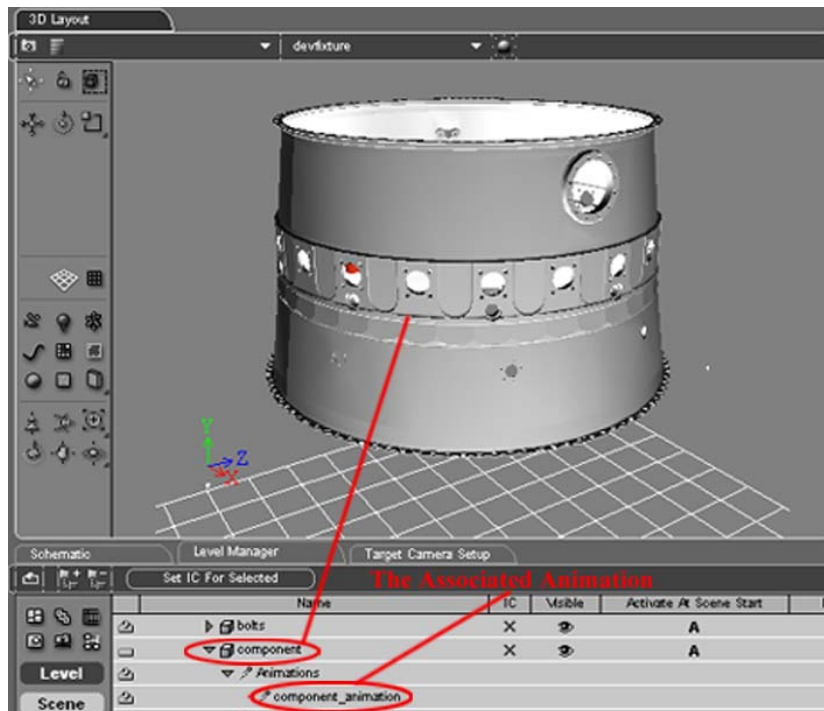 3D Layout
devfixture
Y
Z
X
Schematic
Level Manager
Target Camera Setup
Set IC For Selected
The Associated Animation
Name
IC
Visible
Activate At Scene Start
bolts
X
A
component
X
A
Level
Animations
Scene
component_animation